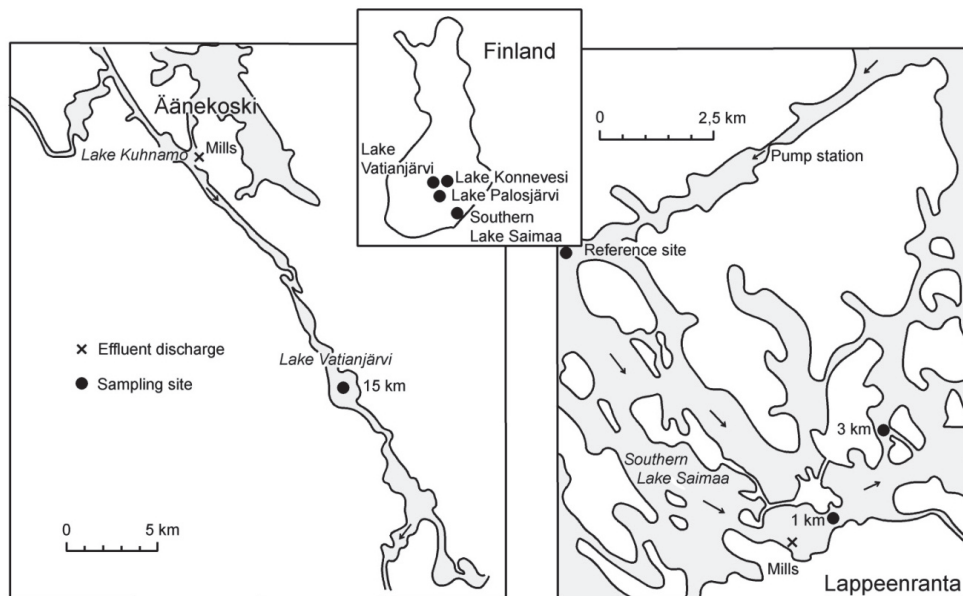 Äänekoski
Lake Kuhnamo
Mills
Lake Vatianjärvi
15 km
Effluent discharge
Sampling site
0
5 km
Finland
Lake
Vatianjärvi
Lake Konnevesi
Lake Palosjärvi
Southern
Lake Saimaa
0
2,5 km
Pump station
Reference site
3 km
Southern
Lake Saimaa
1 km
Mills
Lappeenranta